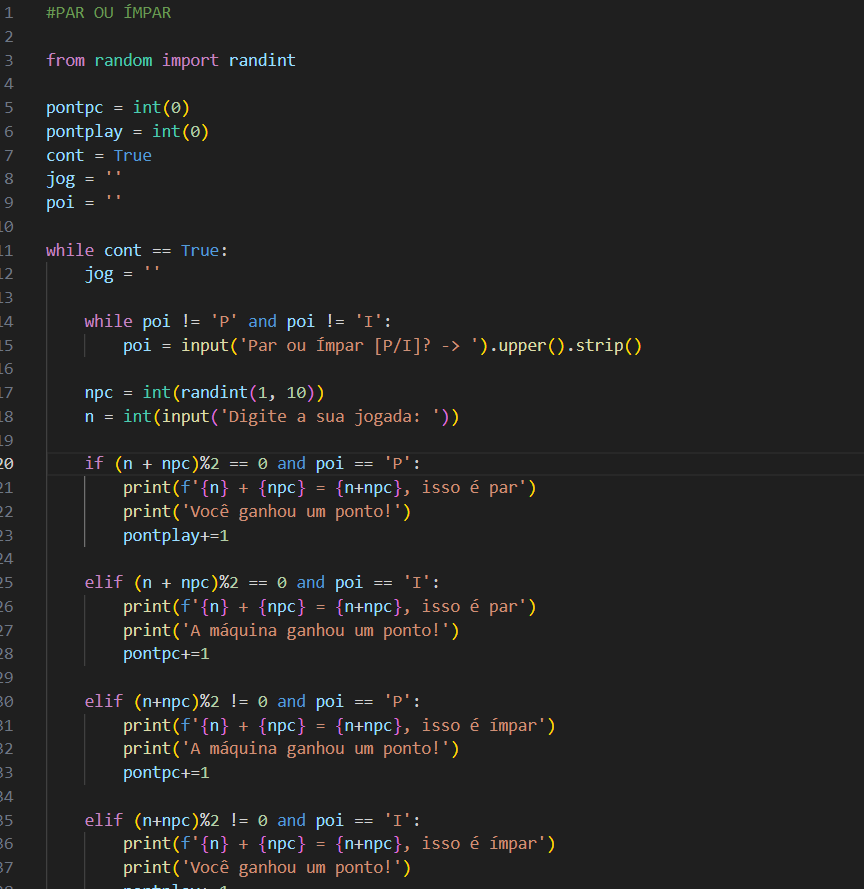 1 #PAR OU ÍMPAR
2
3 from random import randint
4
5 pontpc = int(0)
6 pontplay = int(0)
7 cont = True
8 jog = ''
9 poi = ''
10
11 while cont == True:
12     jog = ''
13
14     while poi != 'P' and poi != 'I':
15         poi = input('Par ou Ímpar [P/I]? -> ').upper().strip()
16
17     npc = int(randint(1, 10))
18     n = int(input('Digite a sua jogada: '))
19
20     if (n + npc)%2 == 0 and poi == 'P':
21         print(f'{n} + {npc} = {n+npc}, isso é par')
22         print('Você ganhou um ponto!')
23         pontplay+=1
24
25     elif (n + npc)%2 == 0 and poi == 'I':
26         print(f'{n} + {npc} = {n+npc}, isso é par')
27         print('A máquina ganhou um ponto!')
28         pontpc+=1
29
30     elif (n+npc)%2 != 0 and poi == 'P':
31         print(f'{n} + {npc} = {n+npc}, isso é ímpar')
32         print('A máquina ganhou um ponto!')
33         pontpc+=1
34
35     elif (n+npc)%2 != 0 and poi == 'I':
36         print(f'{n} + {npc} = {n+npc}, isso é ímpar')
37         print('Você ganhou um ponto!')